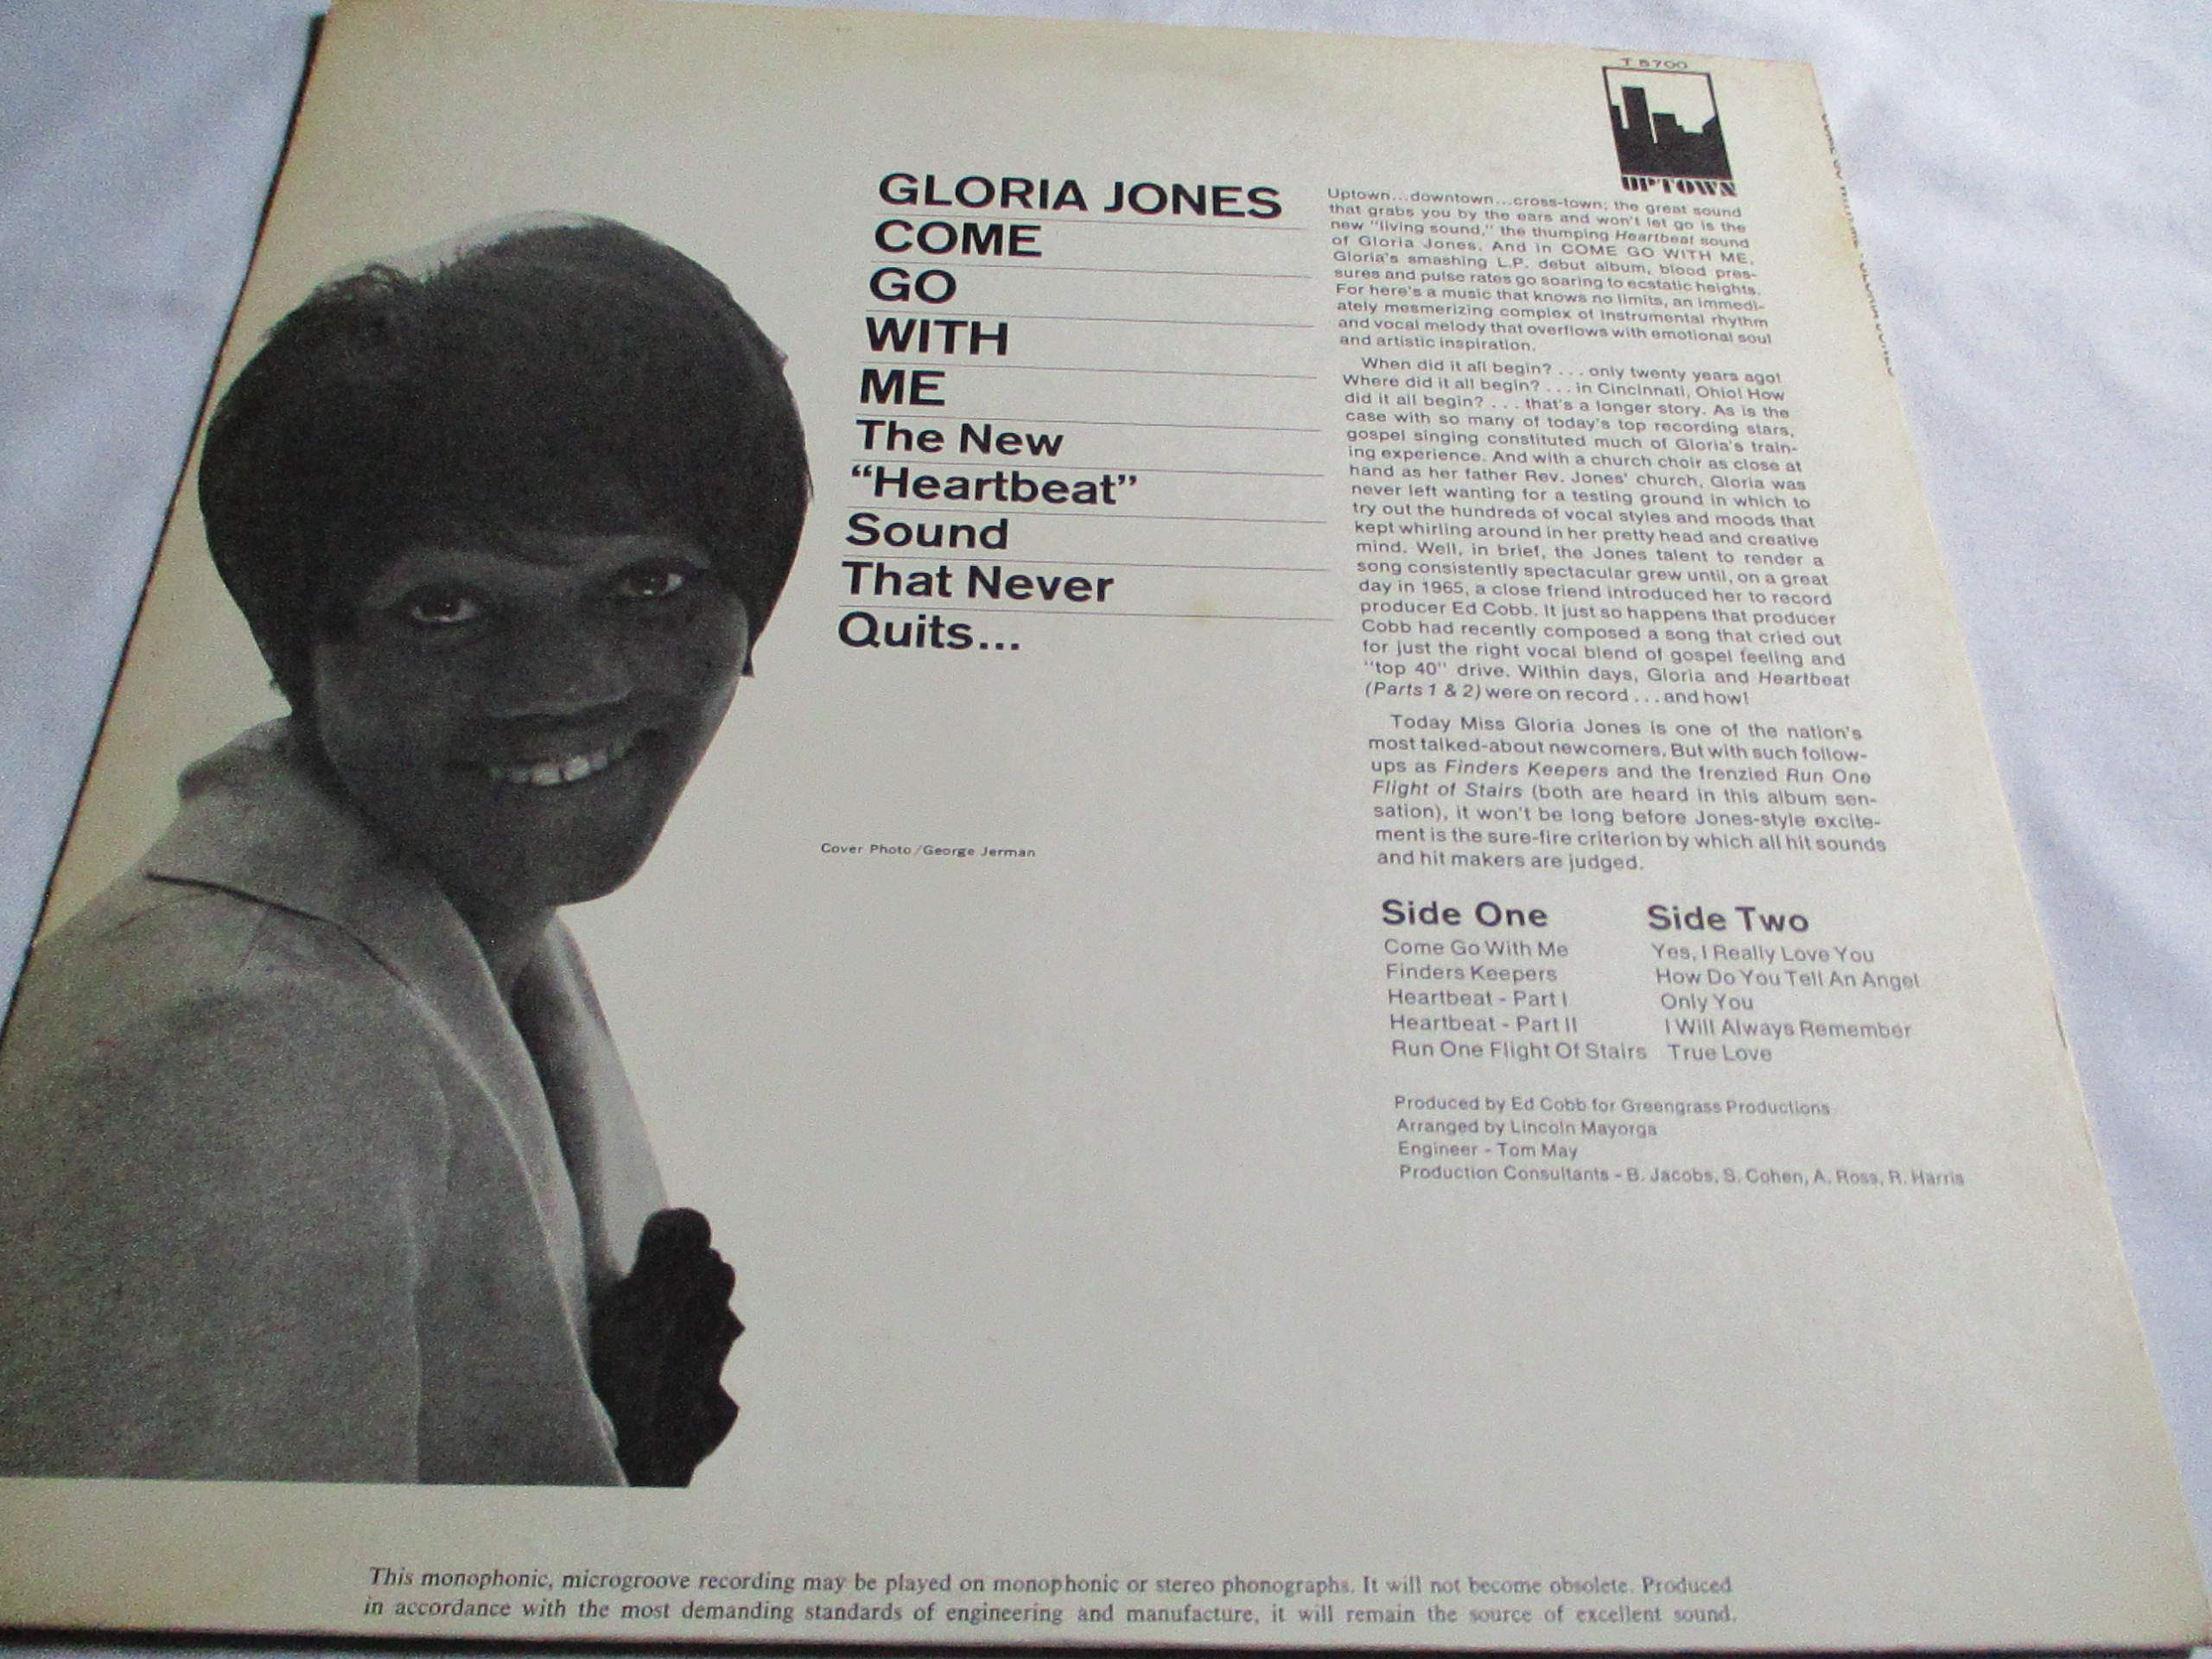 T 5700
UPTOWN
GLORIA JONES
COME
GO
WITH
ME
The New
“Heartbeat”
Sound
That Never
Quits...
Cover Photo/George Jerman
Uptown...downtown...cross-town; the great sound
that grabs you by the ears and won't let go is the
new "living sound," the thumping Heartbeat sound
of Gloria Jones. And in COME GO WITH ME,
Gloria's smashing L.P. debut album, blood pres-
sures and pulse rates go soaring to ecstatic heights.
For here's a music that knows no limits, an immedi-
ately mesmerizing complex of instrumental rhythm
and vocal melody that overflows with emotional soul
and artistic inspiration.
When did it all begin? . . . only twenty years ago!
Where did it all begin? . . . in Cincinnati, Ohio! How
did it all begin? . . . that's a longer story. As is the
case with so many of today's top recording stars,
gospel singing constituted much of Gloria's train-
ing experience. And with a church choir as close at
hand as her father Rev. Jones' church, Gloria was
never left wanting for a testing ground in which to
try out the hundreds of vocal styles and moods that
kept whirling around in her pretty head and creative
mind. Well, in brief, the Jones talent to render a
song consistently spectacular grew until, on a great
day in 1965, a close friend introduced her to record
producer Ed Cobb. It just so happens that producer
Cobb had recently composed a song that cried out
for just the right vocal blend of gospel feeling and
"top 40" drive. Within days, Gloria and Heartbeat
(Parts 1 & 2) were on record . . . and how!
Today Miss Gloria Jones is one of the nation's
most talked-about newcomers. But with such follow-
ups as Finders Keepers and the frenzied Run One
Flight of Stairs (both are heard in this album sen-
sation), it won't be long before Jones-style excite-
ment is the sure-fire criterion by which all hit sounds
and hit makers are judged.
Side One
Come Go With Me
Finders Keepers
Heartbeat - Part I
Heartbeat - Part II
Run One Flight Of Stairs
Side Two
Yes, I Really Love You
How Do You Tell An Angel
Only You
I Will Always Remember
True Love
Produced by Ed Cobb for Greengrass Productions
Arranged by Lincoln Mayorga
Engineer - Tom May
Production Consultants - B. Jacobs, S. Cohen, A. Ross, R. Harris
This monophonic, microgroove recording may be played on monophonic or stereo phonographs. It will not become obsolete. Produced
in accordance with the most demanding standards of engineering and manufacture, it will remain the source of excellent sound.